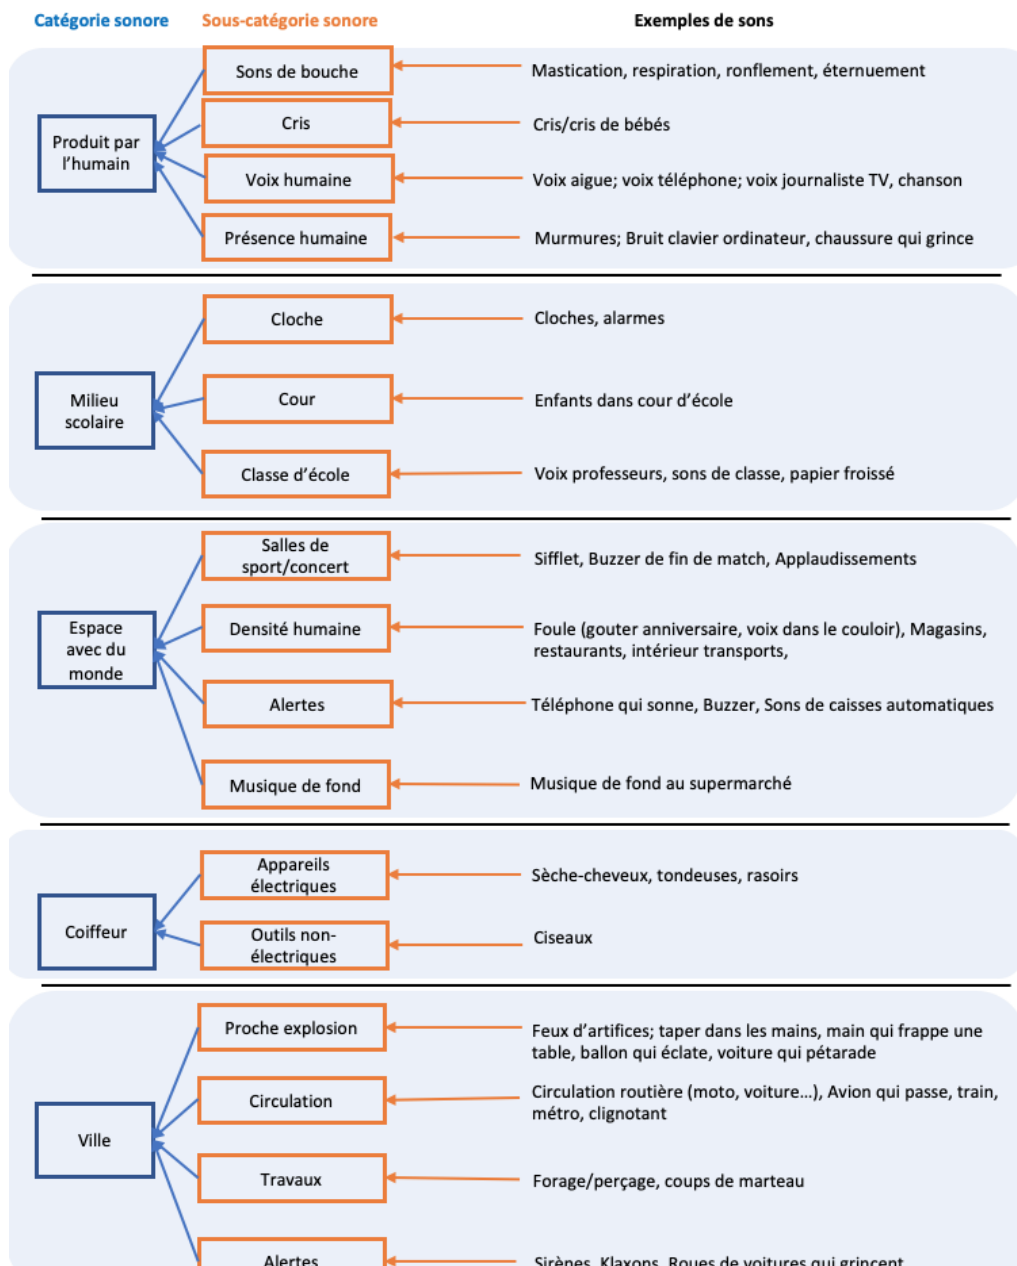 Catégorie sonore
Sous-catégorie sonore
Exemples de sons
Produit par
l'humain
Sons de bouche
Mastication, respiration, ronflement, éternuement
Cris
Cris/cris de bébés
Voix humaine
Voix aigue; voix téléphone; voix journaliste TV, chanson
Présence humaine
Murmures; Bruit clavier ordinateur, chaussure qui grince
Milieu
scolaire
Cloche
Cloches, alarmes
Cour
Enfants dans cour d'école
Classe d'école
Voix professeurs, sons de classe, papier froissé
Espace
avec du
monde
Salles de
sport/concert
Sifflet, Buzzer de fin de match, Applaudissements
Densité humaine
Foule (gouter anniversaire, voix dans le couloir), Magasins,
restaurants, intérieur transports,
Alertes
Téléphone qui sonne, Buzzer, Sons de caisses automatiques
Musique de fond
Musique de fond au supermarché
Coiffeur
Appareils
électriques
Sèche-cheveux, tondeuses, rasoirs
Outils non-
électriques
Ciseaux
Ville
Proche explosion
Feux d'artifices; taper dans les mains, main qui frappe une
table, ballon qui éclate, voiture qui pétarade
Circulation
Circulation routière (moto, voiture...), Avion qui passe, train,
métro, clignotant
Travaux
Forage/perçage, coups de marteau
Alertes
Sirènes, Klaxons, Roues de voitures qui grincent